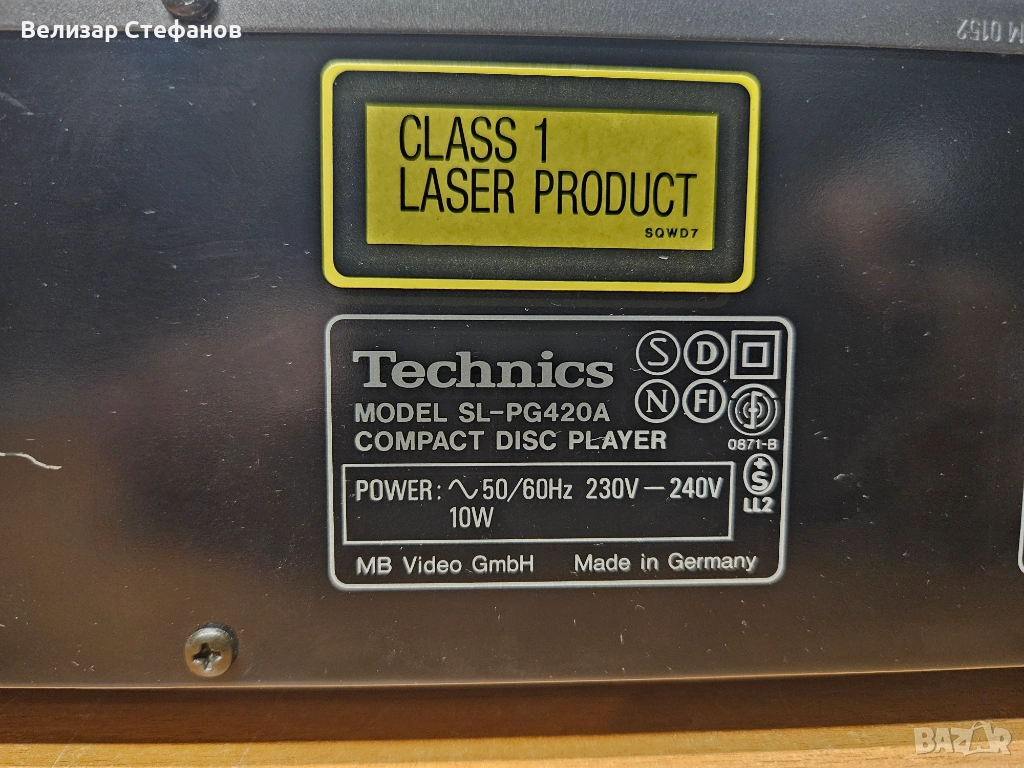 Велизар Стефанов
M 0152
CLASS 1
LASER PRODUCT
SQWD7
Technics
S D
N FI
MODEL SL-PG420A
COMPACT DISC PLAYER
0871-B
S
LL2
POWER: ∿ 50/60Hz 230V – 240V
10W
MB Video GmbH Made in Germany
BAZAR